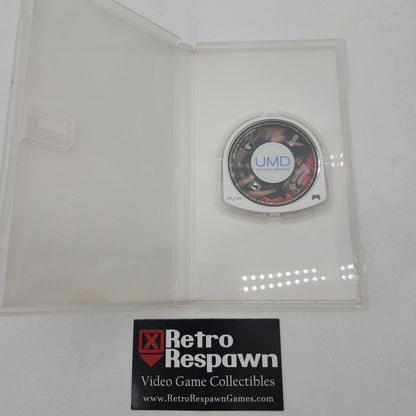 UMD
PSP
X Retro
Respawn
Video Game Collectibles
www.RetroRespawnGames.com